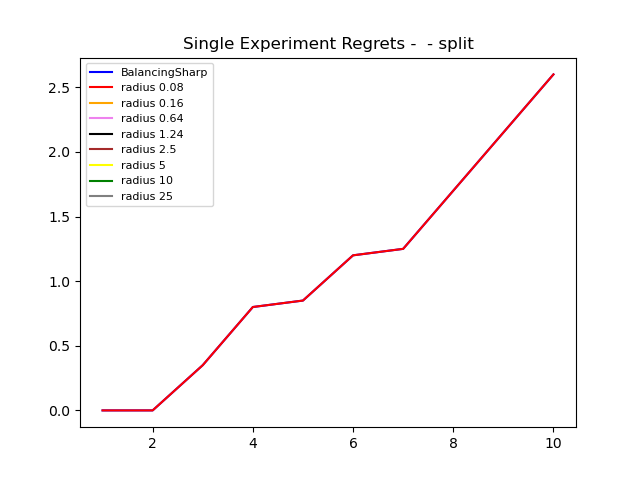 Single Experiment Regrets -  - split
BalancingSharp
radius 0.08
radius 0.16
radius 0.64
radius 1.24
radius 2.5
radius 5
radius 10
radius 25
2.5
2.0
1.5
1.0
0.5
0.0
2 4 6 8 10